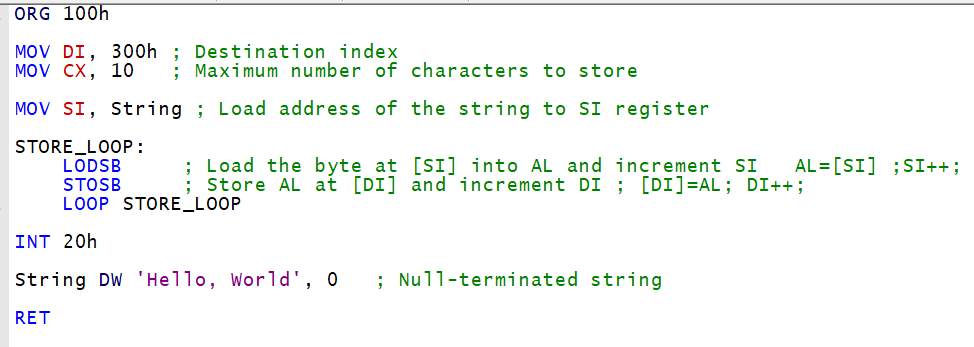 ORG 100h
MOV DI, 300h ; Destination index
MOV CX, 10 ; Maximum number of characters to store
MOV SI, String ; Load address of the string to SI register
STORE_LOOP:
LODSB ; Load the byte at [SI] into AL and increment SI AL=[SI] ;SI++;
STOSB ; Store AL at [DI] and increment DI ; [DI]=AL; DI++;
LOOP STORE_LOOP
INT 20h
String DW 'Hello, World', 0 ; Null-terminated string
RET